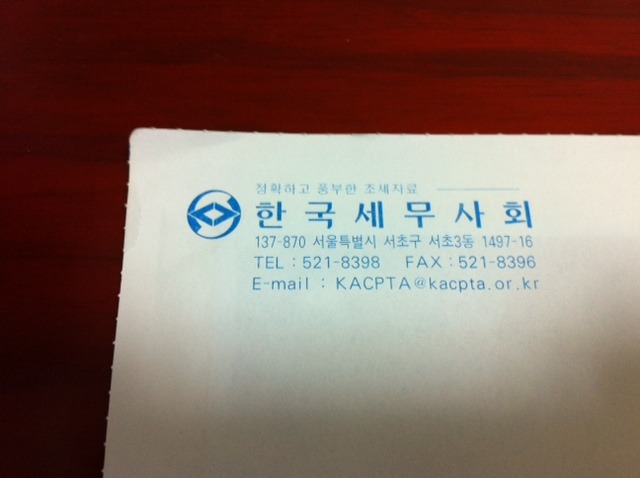 정확하고 풍부한 조세자료
한국세무사회
137-870 서울특별시 서초구 서초3동 1497-16
TEL : 521-8398 FAX : 521-8396
E-mail : KACPTA@kacpta.or.kr